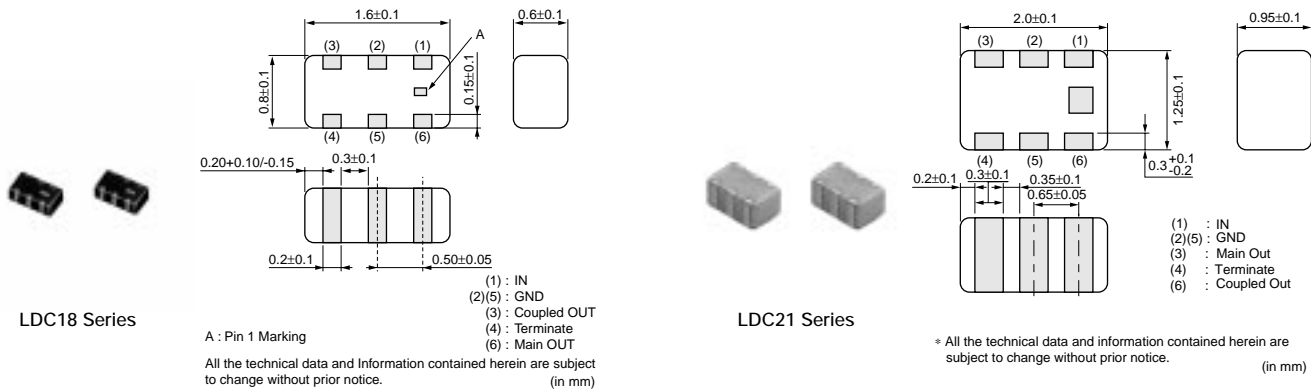 1.6±0.1
0.6±0.1
A
(3) (2) (1)
0.8±0.1
0.15±0.1
(4) (5) (6)
0.20+0.10/-0.15
0.3±0.1
0.2±0.1
0.50±0.05
(1) : IN
(2)(5) : GND
(3) : Coupled OUT
(4) : Terminate
(6) : Main OUT
LDC18 Series
A : Pin 1 Marking
All the technical data and Information contained herein are subject
to change without prior notice.
(in mm)
2.0±0.1
0.95±0.1
(3) (2) (1)
1.25±0.1
(4) (5) (6)
0.3 +0.1 -0.2
0.2±0.1
0.3±0.1
0.35±0.1
0.65±0.05
(1) : IN
(2)(5) : GND
(3) : Main Out
(4) : Terminate
(6) : Coupled Out
LDC21 Series
* All the technical data and information contained herein are
subject to change without prior notice.
(in mm)